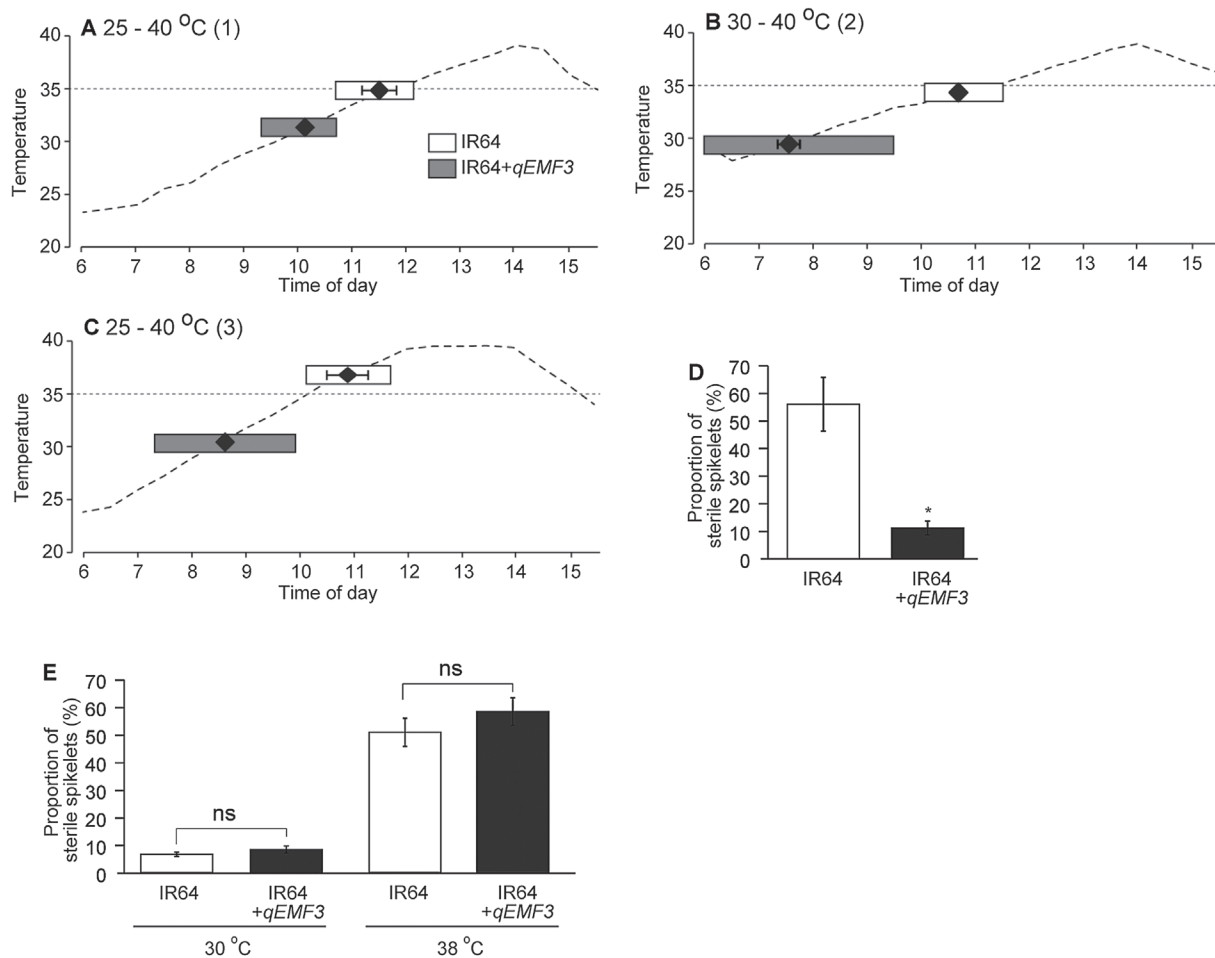 A 25 - 40 °C (1)
Temperature
40
35
30
25
20
6 7 8 9 10 11 12 13 14 15
Time of day
IR64
IR64+qEMF3
B 30 - 40 °C (2)
Temperature
40
35
30
25
20
6 7 8 9 10 11 12 13 14 15
Time of day
C 25 - 40 °C (3)
Temperature
40
35
30
25
20
6 7 8 9 10 11 12 13 14 15
Time of day
D
Proportion of
sterile spikelets (%)
70
60
50
40
30
20
10
0
*
IR64
IR64
+qEMF3
E
Proportion of
sterile spikelets (%)
70
60
50
40
30
20
10
0
ns
ns
IR64
IR64
+qEMF3
IR64
IR64
+qEMF3
30 °C
38 °C